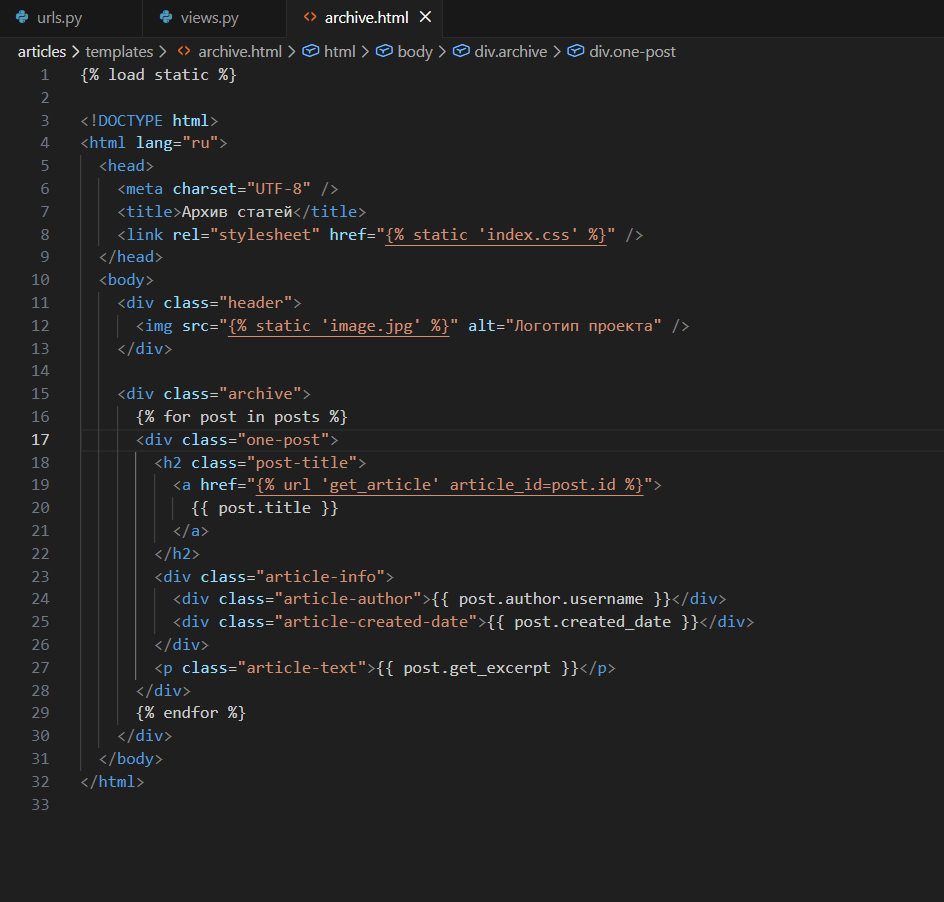 urls.py views.py archive.html
articles > templates > archive.html > html > body > div.archive > div.one-post
1 {% load static %}
2
3 <!DOCTYPE html>
4 <html lang="ru">
5   <head>
6     <meta charset="UTF-8" />
7     <title>Архив статей</title>
8     <link rel="stylesheet" href="{% static 'index.css' %}" />
9   </head>
10   <body>
11     <div class="header">
12       <img src="{% static 'image.jpg' %}" alt="Логотип проекта" />
13     </div>
14
15     <div class="archive">
16       {% for post in posts %}
17       <div class="one-post">
18         <h2 class="post-title">
19           <a href="{% url 'get_article' article_id=post.id %}">
20             {{ post.title }}
21           </a>
22         </h2>
23         <div class="article-info">
24           <div class="article-author">{{ post.author.username }}</div>
25           <div class="article-created-date">{{ post.created_date }}</div>
26         </div>
27         <p class="article-text">{{ post.get_excerpt }}</p>
28       </div>
29       {% endfor %}
30     </div>
31   </body>
32 </html>
33